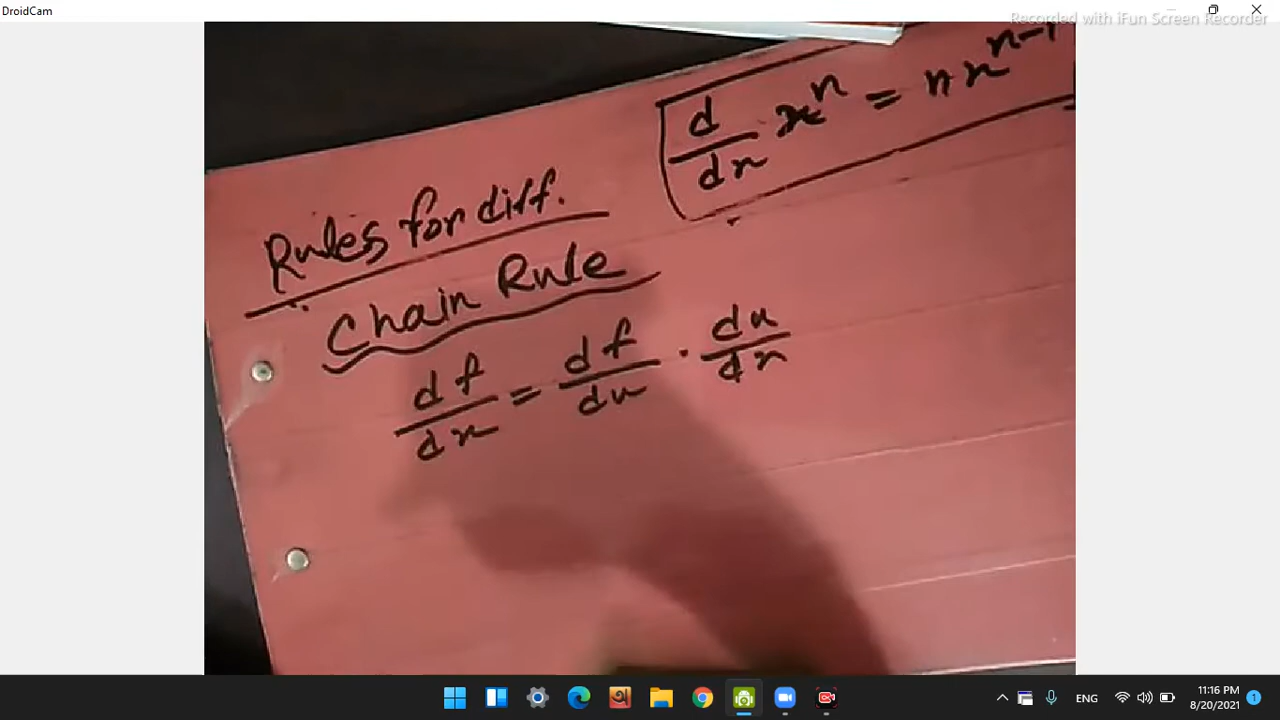 DroidCam
Recorded with iFun Screen Recorder
d/dx x^n = n x^n-1
Rules for diff.
Chain Rule
df/dx = df/du · du/dx
ENG
11:16 PM
8/20/2021
1